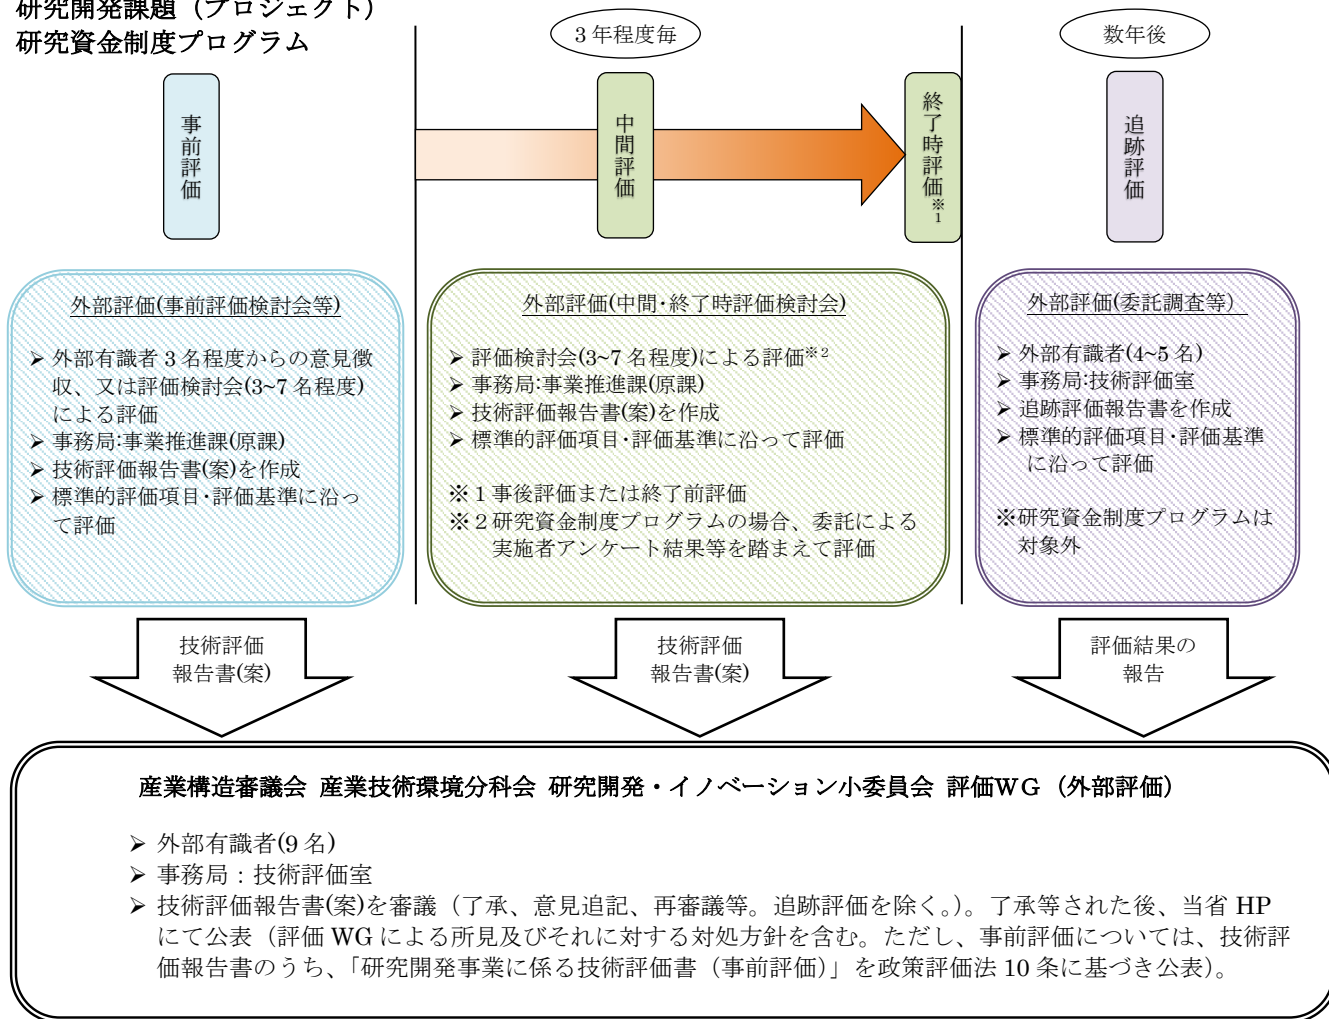 研究開発課題（プロジェクト）
研究資金制度プログラム
3 年程度毎
数年後
事前評価
中間評価
終了時評価※1
追跡評価
外部評価(事前評価検討会等)
➢ 外部有識者 3 名程度からの意見徴
収、又は評価検討会(3~7 名程度)
による評価
➢ 事務局:事業推進課(原課)
➢ 技術評価報告書(案)を作成
➢ 標準的評価項目･評価基準に沿っ
て評価
外部評価(中間･終了時評価検討会)
➢ 評価検討会(3~7 名程度)による評価※2
➢ 事務局:事業推進課(原課)
➢ 技術評価報告書(案)を作成
➢ 標準的評価項目･評価基準に沿って評価
※１事後評価または終了前評価
※２研究資金制度プログラムの場合、委託による
実施者アンケート結果等を踏まえて評価
外部評価(委託調査等）
➢ 外部有識者(4~5 名)
➢ 事務局:技術評価室
➢ 追跡評価報告書を作成
➢ 標準的評価項目･評価基準
に沿って評価
※研究資金制度プログラムは
対象外
技術評価
報告書(案)
技術評価
報告書(案)
評価結果の
報告
産業構造審議会 産業技術環境分科会 研究開発・イノベーション小委員会 評価ＷＧ（外部評価）
➢ 外部有識者(9 名)
➢ 事務局：技術評価室
➢ 技術評価報告書(案)を審議（了承、意見追記、再審議等。追跡評価を除く。）。了承等された後、当省 HP
にて公表（評価 WG による所見及びそれに対する対処方針を含む。ただし、事前評価については、技術評
価報告書のうち、「研究開発事業に係る技術評価書（事前評価）」を政策評価法 10 条に基づき公表）。